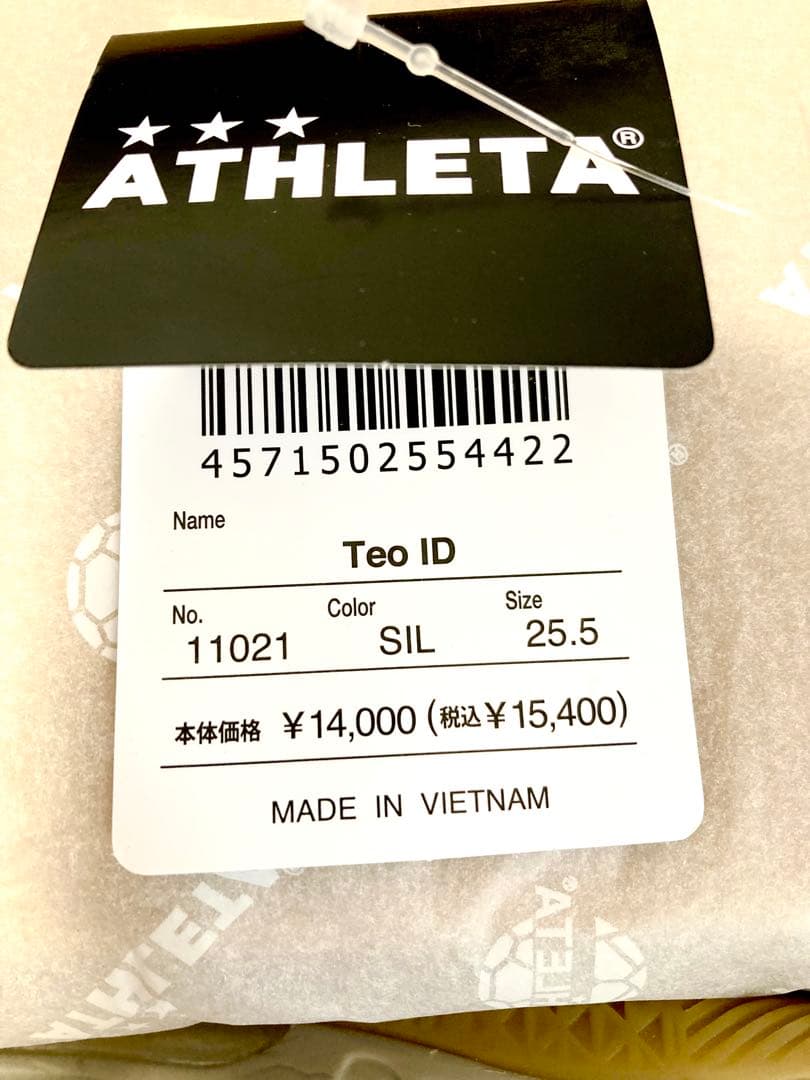 ATHLETA®
4571502554422
Name
Teo ID
No. Color Size
11021 SIL 25.5
本体価格 ¥14,000 (税込¥15,400)
MADE IN VIETNAM